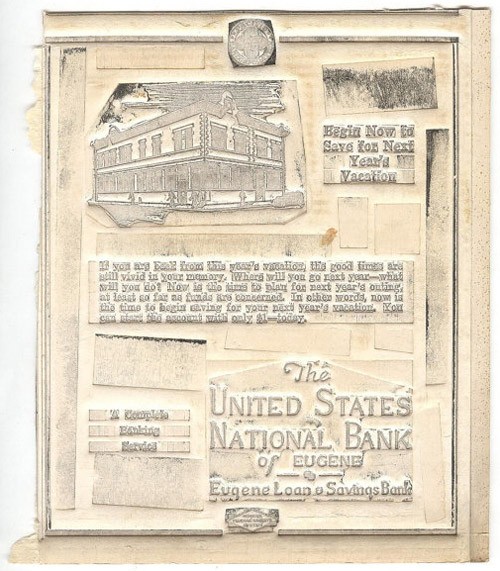 Begin Now to
Save for Next
Year's
Vacation
If you are back from this year's vacation, the good times are
still vivid in your memory. Where will you go next year—what
will you do? Now is the time to plan for next year's outing,
at least so far as funds are concerned. In other words, now is
the time to begin saving for your next year's vacation. You
can start the account with only $1—today.
A Complete
Banking
Service
The
UNITED STATES
NATIONAL BANK
of EUGENE
Eugene Loan & Savings Bank